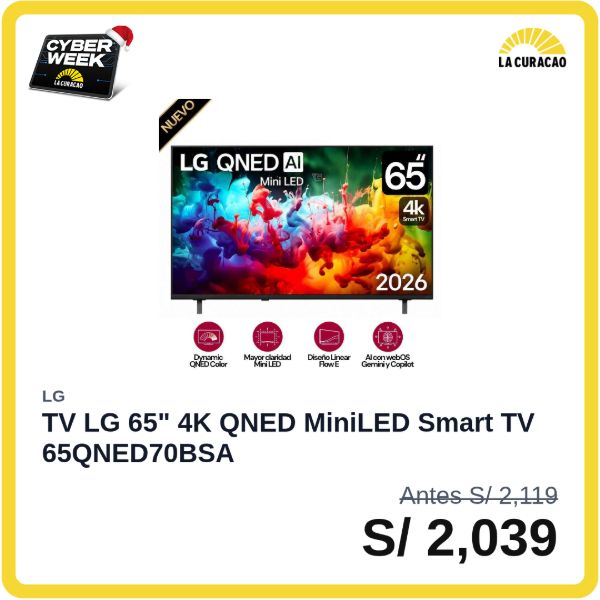 CYBER
WEEK
LA CURACAO
LA CURACAO
NUEVO
LG QNED AI
Mini LED
65"
4k
Smart TV
2026
Dynamic
QNED Color
Mayor claridad
Mini LED
Diseño Linear
Flow E
AI con webOS
Gemini y Copilot
LG
TV LG 65" 4K QNED MiniLED Smart TV
65QNED70BSA
Antes S/ 2,119
S/ 2,039